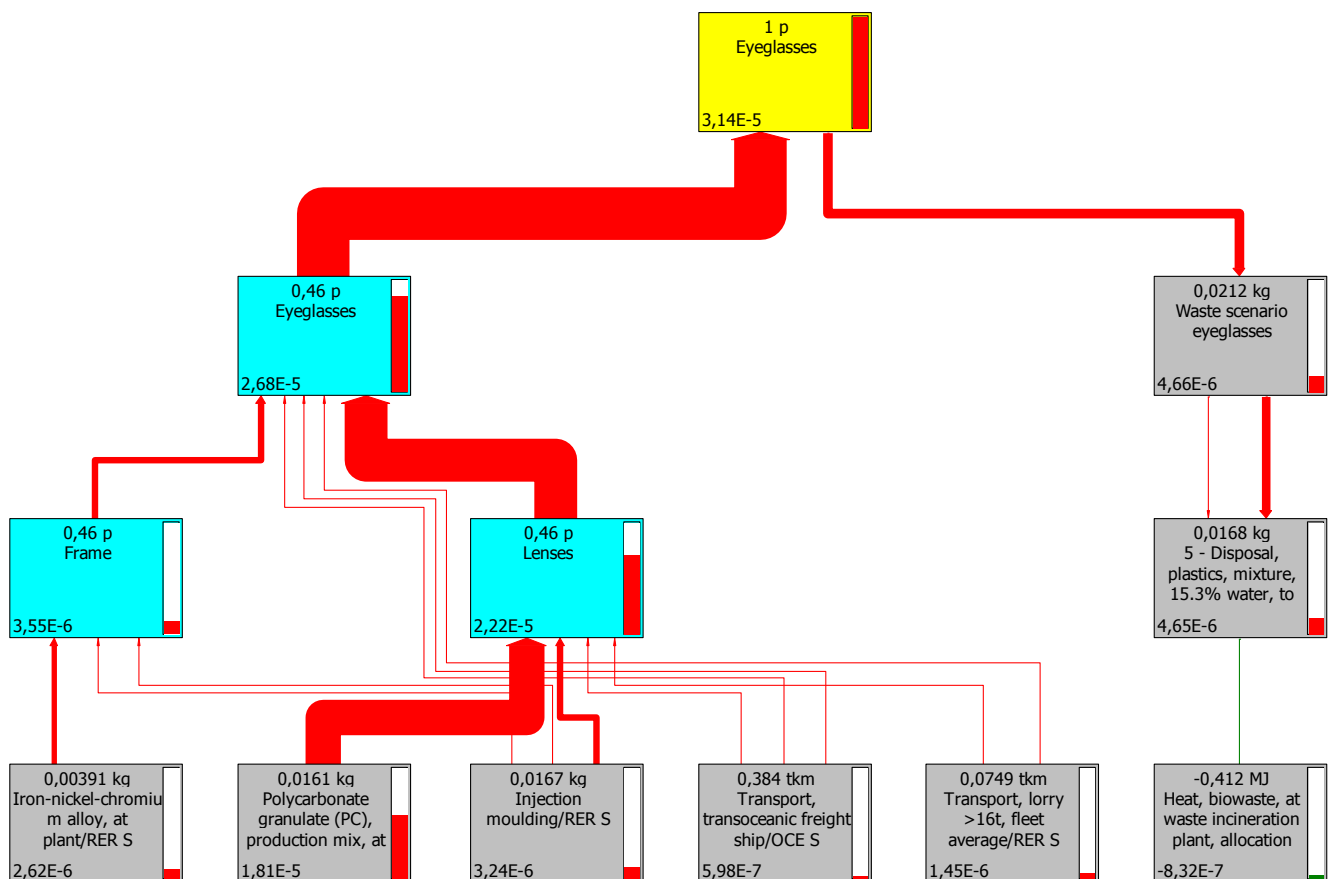 1 p
Eyeglasses
3,14E-5
0,46 p
Eyeglasses
2,68E-5
0,0212 kg
Waste scenario
eyeglasses
4,66E-6
0,46 p
Frame
3,55E-6
0,46 p
Lenses
2,22E-5
0,0168 kg
5 - Disposal,
plastics, mixture,
15.3% water, to
4,65E-6
0,00391 kg
Iron-nickel-chromiu
m alloy, at
plant/RER S
2,62E-6
0,0161 kg
Polycarbonate
granulate (PC),
production mix, at
1,81E-5
0,0167 kg
Injection
moulding/RER S
3,24E-6
0,384 tkm
Transport,
transoceanic freight
ship/OCE S
5,98E-7
0,0749 tkm
Transport, lorry
>16t, fleet
average/RER S
1,45E-6
-0,412 MJ
Heat, biowaste, at
waste incineration
plant, allocation
-8,32E-7